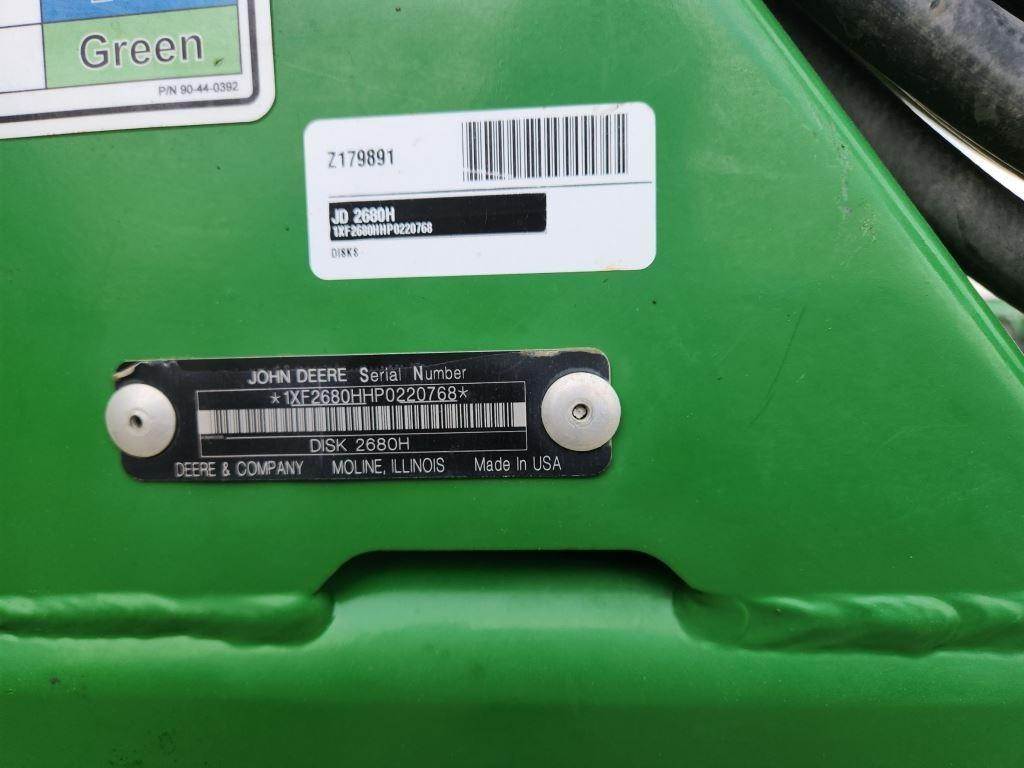 Green
P/N 90-44-0392
Z179891
JD 2680H
1XF2680HHP0220768
DISKS
JOHN DEERE Serial Number
*1XF2680HHP0220768*
DISK 2680H
DEERE & COMPANY MOLINE, ILLINOIS Made In USA